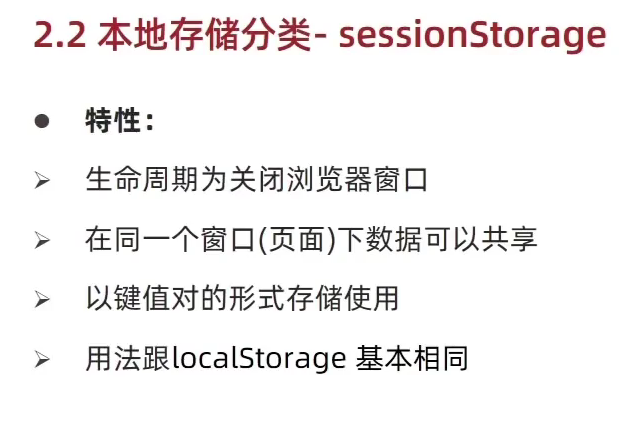 2.2 本地存储分类- sessionStorage
● 特性：
➢ 生命周期为关闭浏览器窗口
➢ 在同一个窗口(页面)下数据可以共享
➢ 以键值对的形式存储使用
➢ 用法跟localStorage 基本相同